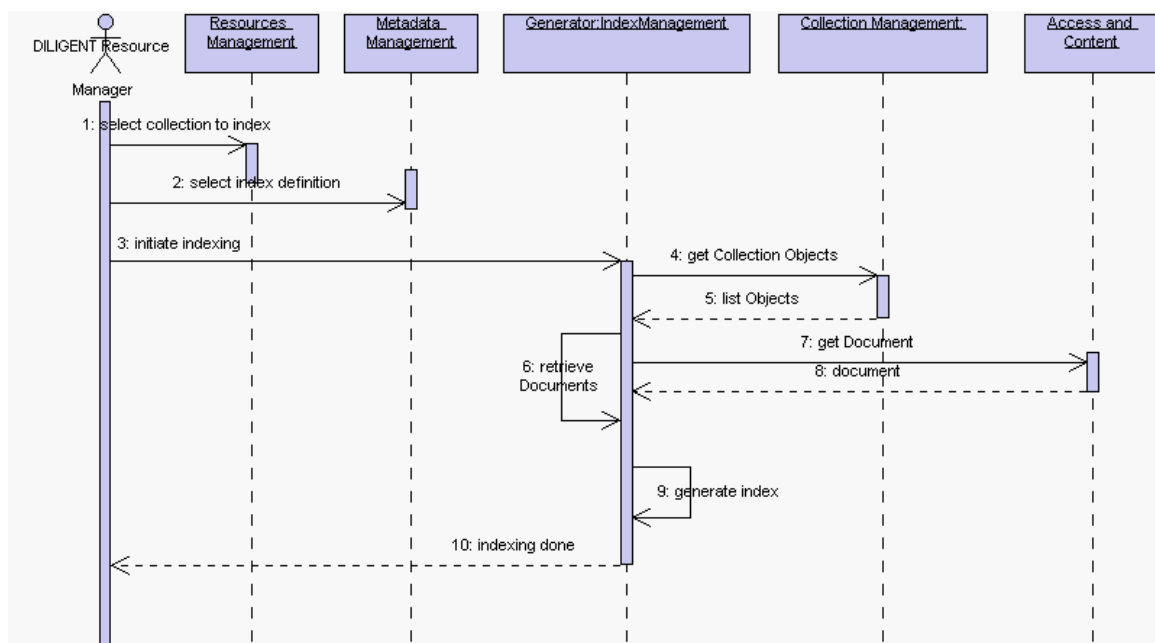 DILIGENT Resource
Manager
Resources
Management
Metadata
Management
Generator:IndexManagement
Collection Management:
Access and
Content
1: select collection to index
2: select index definition
3: initiate indexing
4: get Collection Objects
5: list Objects
6: retrieve
Documents
7: get Document
8: document
9: generate index
10: indexing done